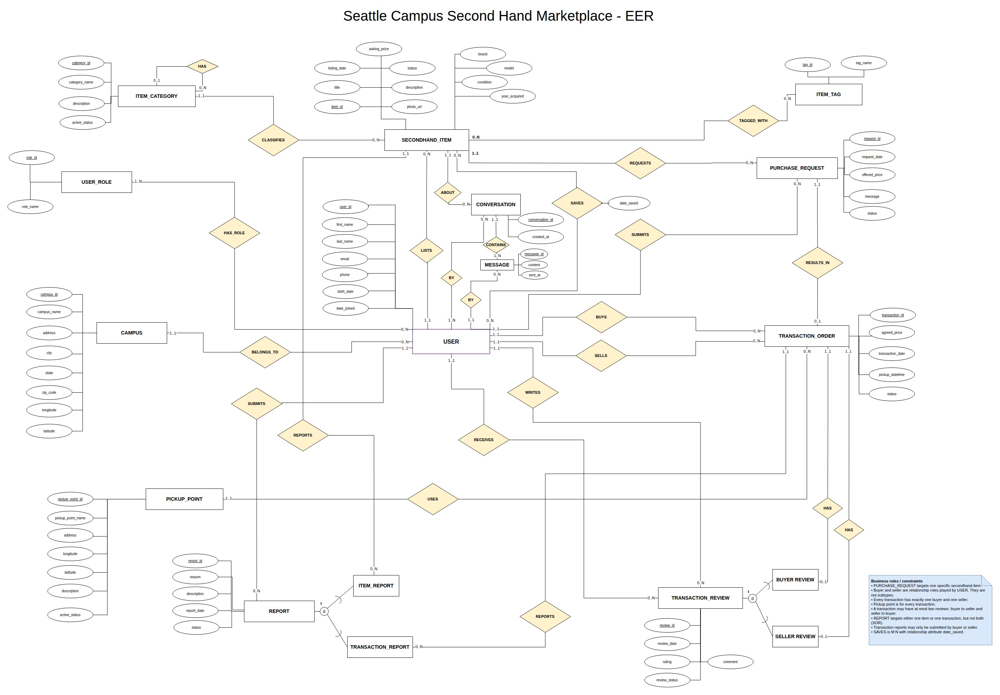 Seattle Campus Second Hand Marketplace - EER
category_id
category_name
description
active_status
HAS
0..1
0..N
ITEM_CATEGORY
1..1
CLASSIFIES
0..N
asking_price
listing_date
status
title
description
item_id
photo_url
brand
model
condition
year_acquired
SECONDHAND_ITEM
0..N
1..1
1..1
0..N
1..1
0..N
tag_id
tag_name
ITEM_TAG
0..N
TAGGED_WITH
REQUESTS
0..N
PURCHASE_REQUEST
request_id
request_date
offered_price
message
status
0..N
1..1
role_id
USER_ROLE
1..N
role_name
HAS_ROLE
0..N
user_id
first_name
last_name
email
phone
birth_date
date_joined
LISTS
1..1
ABOUT
0..N
CONVERSATION
0..N
1..1
conversation_id
created_at
CONTAINS
1..N
MESSAGE
message_id
content
sent_at
0..N
BY
1..N
BY
1..1
SAVES
date_saved
0..N
SUBMITS
1..1
RESULTS_IN
0..1
campus_id
campus_name
address
city
state
zip_code
longitude
latitude
CAMPUS
1..1
BELONGS_TO
0..N
USER
1..1
1..1
1..1
1..1
1..1
BUYS
0..N
SELLS
0..N
TRANSACTION_ORDER
transaction_id
agreed_price
transaction_date
pickup_datetime
status
1..1
0..N
1..1
1..1
SUBMITS
REPORTS
WRITES
RECEIVES
pickup_point_id
pickup_point_name
address
longitude
latitude
description
active_status
PICKUP_POINT
1..1
USES
HAS
HAS
report_id
reason
description
report_date
status
0..N
REPORT
t
d
0..N
ITEM_REPORT
TRANSACTION_REPORT
0..N
REPORTS
0..N
0..N
TRANSACTION_REVIEW
t
d
BUYER REVIEW
0..1
SELLER REVIEW
0..1
review_id
review_date
rating
comment
review_status
Business rules / constraints
• PURCHASE_REQUEST targets one specific secondhand item.
• Buyer and seller are relationship roles played by USER. They are
not subtypes.
• Every transaction has exactly one buyer and one seller.
• Pickup point is for every transaction.
• A transaction may have at most two reviews: buyer to seller and
seller to buyer.
• REPORT targets either one item or one transaction, but not both
(XOR).
• Transaction reports may only be submitted by buyer or seller.
• SAVES is M:N with relationship attribute date_saved.